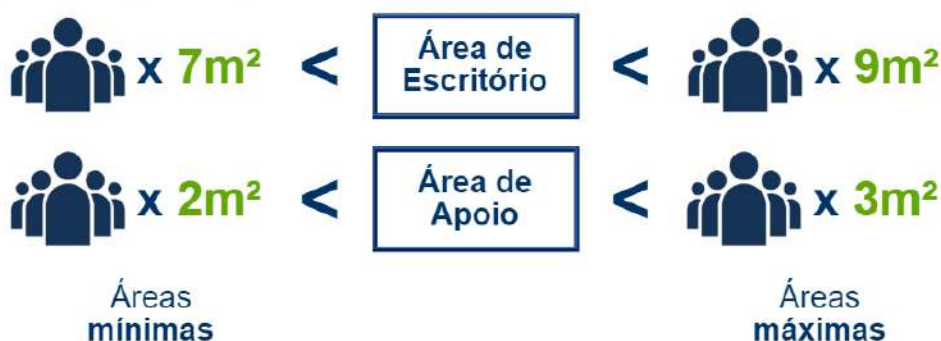 x 7m² < Área de Escritório < x 9m²
x 2m² < Área de Apoio < x 3m²
Áreas mínimas
Áreas máximas